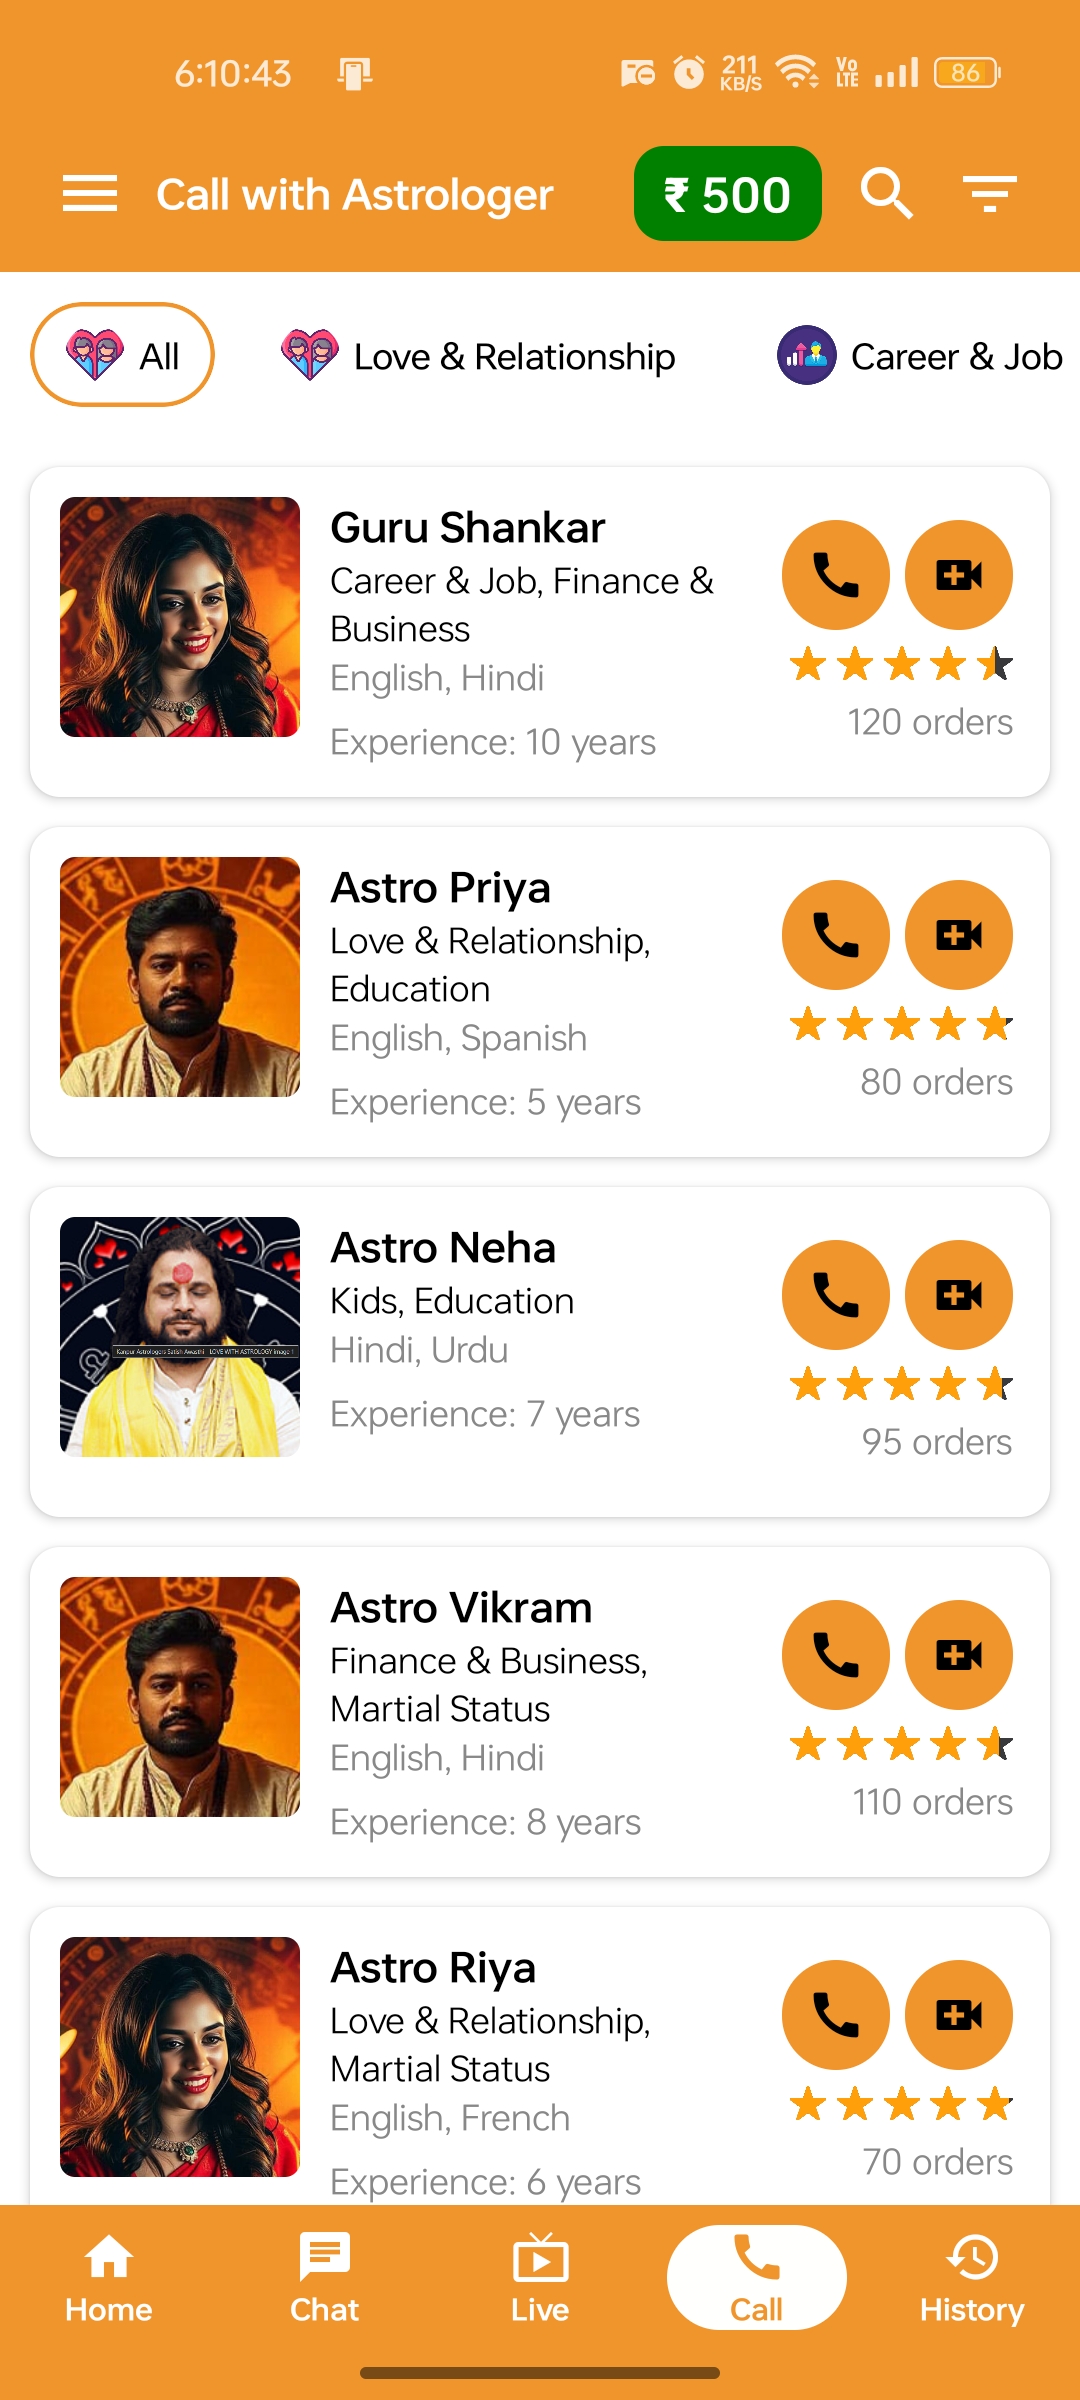 6:10:43
211
KB/S
Vo
LTE
86
Call with Astrologer
₹ 500
All
Love & Relationship
Career & Job
Guru Shankar
Career & Job, Finance &
Business
English, Hindi
Experience: 10 years
120 orders
Astro Priya
Love & Relationship,
Education
English, Spanish
Experience: 5 years
80 orders
Kanpur Astrologers Satish Awasthi LOVE WITH ASTROLOGY image 1
Astro Neha
Kids, Education
Hindi, Urdu
Experience: 7 years
95 orders
Astro Vikram
Finance & Business,
Martial Status
English, Hindi
Experience: 8 years
110 orders
Astro Riya
Love & Relationship,
Martial Status
English, French
Experience: 6 years
70 orders
Home
Chat
Live
Call
History